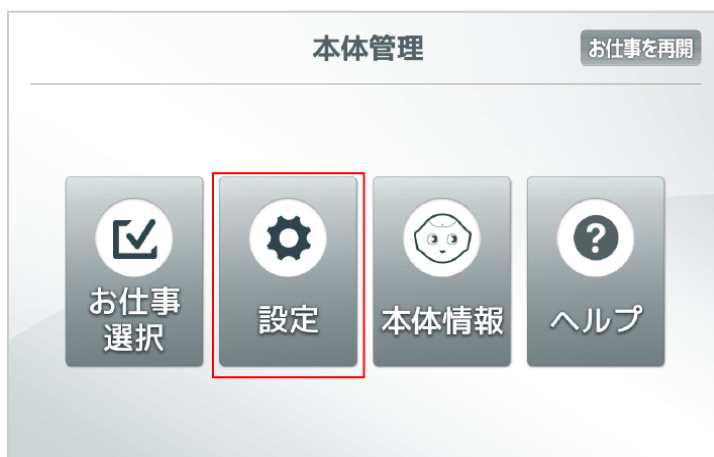 本体管理
お仕事を再開
お仕事
選択
設定
本体情報
ヘルプ